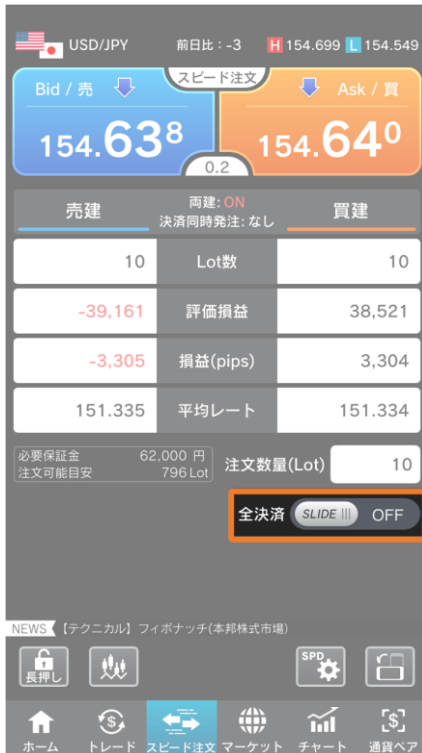 USD/JPY 前日比：-3 H 154.699 L 154.549
スピード注文
Bid / 売 Ask / 買
154.638 154.640
0.2
売建 両建: ON 買建
決済同時発注: なし
10 Lot数 10
-39,161 評価損益 38,521
-3,305 損益(pips) 3,304
151.335 平均レート 151.334
必要保証金 62,000 円
注文可能目安 796 Lot
注文数量(Lot) 10
全決済 SLIDE OFF
NEWS 【テクニカル】フィボナッチ(本邦株式市場)
長押し SPD
ホーム トレード スピード注文 マーケット チャート 通貨ペア